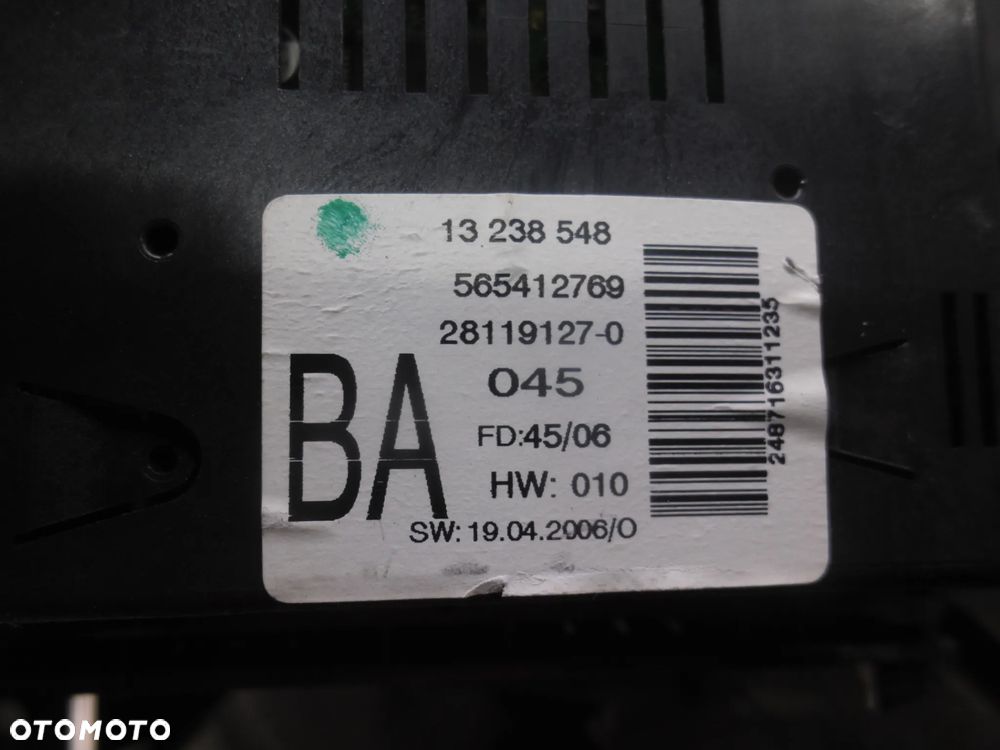 13 238 548
565412769
28119127-0
045
BA
FD:45/06
HW: 010
SW: 19.04.2006/0
248716311235
OTOMOTO